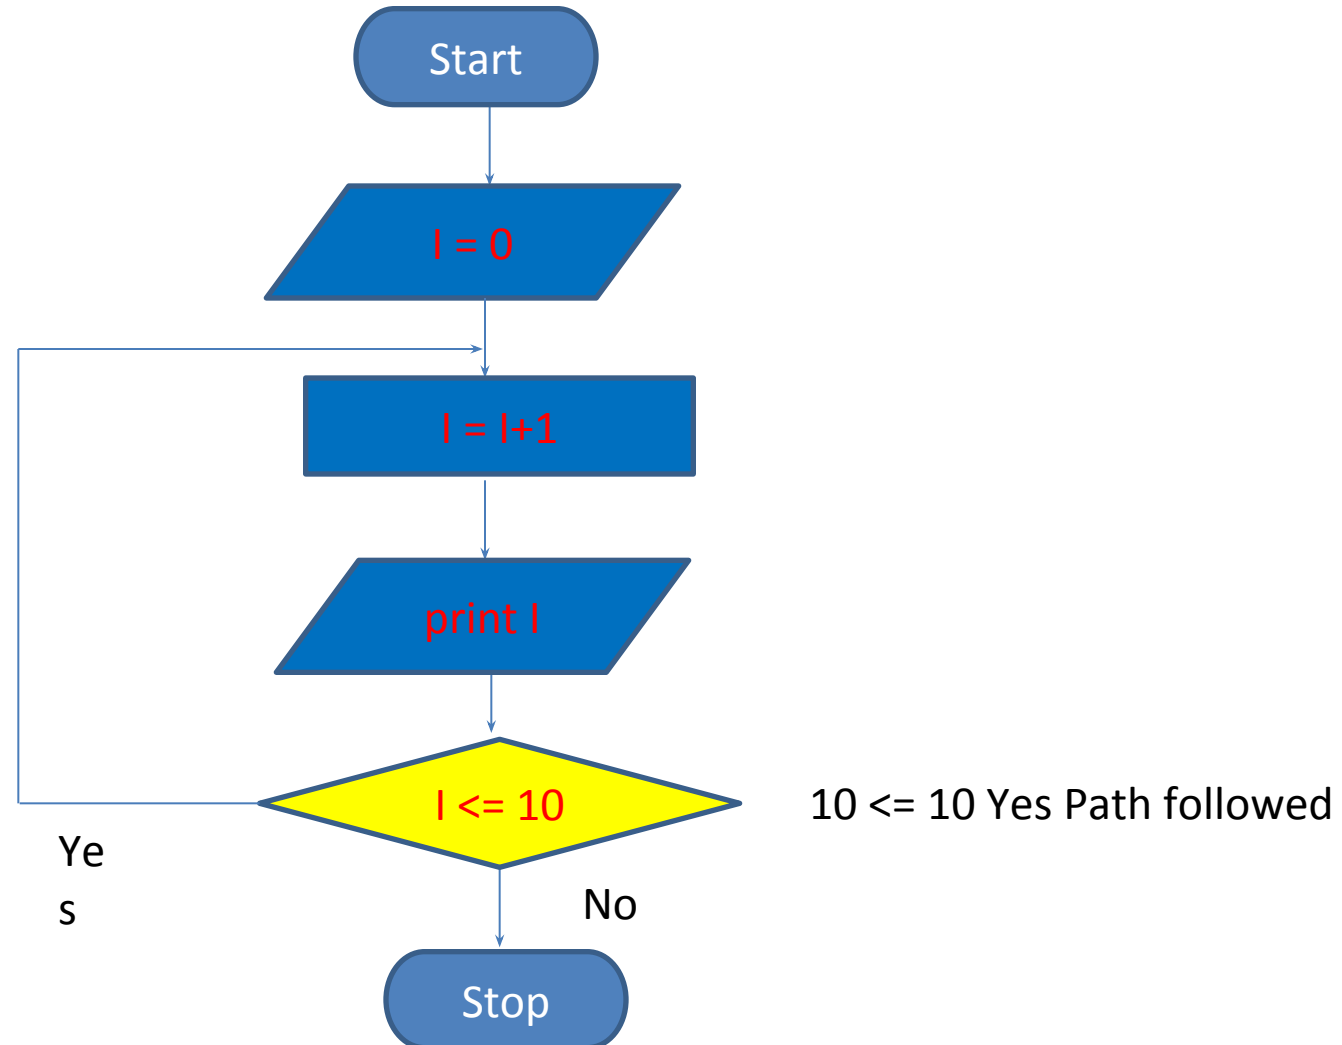 Start
I = 0
I = I+1
print I
I <= 10
10 <= 10 Yes Path followed
Ye
s
No
Stop